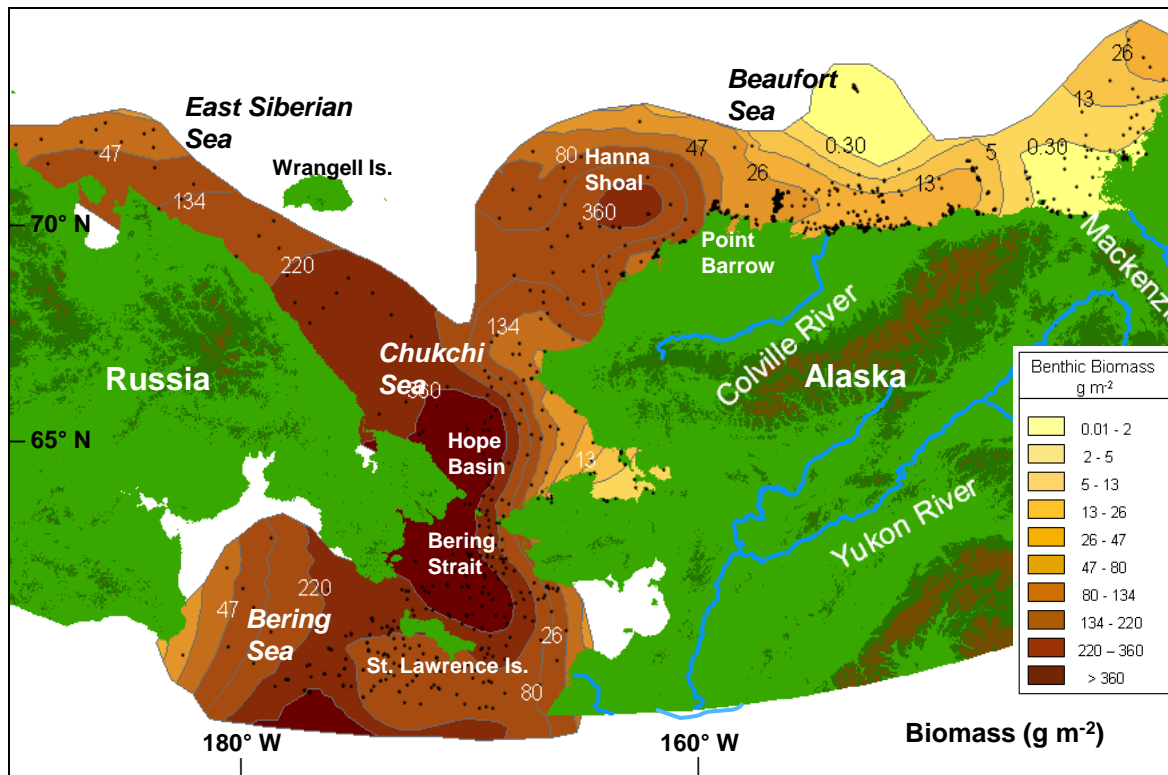 East Siberian
Sea
Beaufort
Sea
26
13
47
Wrangell Is.
80
Hanna
Shoal
47
0.30
5
0.30
26
13
134
360
70° N
Point
Barrow
Mackenzi
220
134
Chukchi
Sea
Colville River
Russia
Alaska
360
65° N
Hope
Basin
13
Bering
Strait
Yukon River
220
47
Bering
Sea
26
St. Lawrence Is.
80
Benthic Biomass
g m-²
0.01 - 2
2 - 5
5 - 13
13 - 26
26 - 47
47 - 80
80 - 134
134 - 220
220 – 360
> 360
180° W
160° W
Biomass (g m-²)